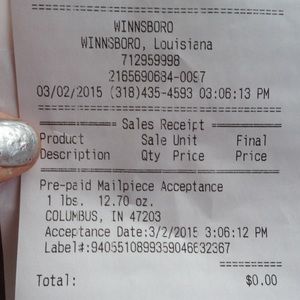 WINNSBORO
WINNSBORO, Louisiana
712959998
2165690684-0097
03/02/2015 (318)435-4593 03:06:13 PM
Sales Receipt
Product Sale Unit Final
Description Qty Price Price
Pre-paid Mailpiece Acceptance
1 lbs. 12.70 oz.
COLUMBUS, IN 47203
Acceptance Date:3/2/2015 3:06:12 PM
Label#:9405510899359046632367
Total: $0.00